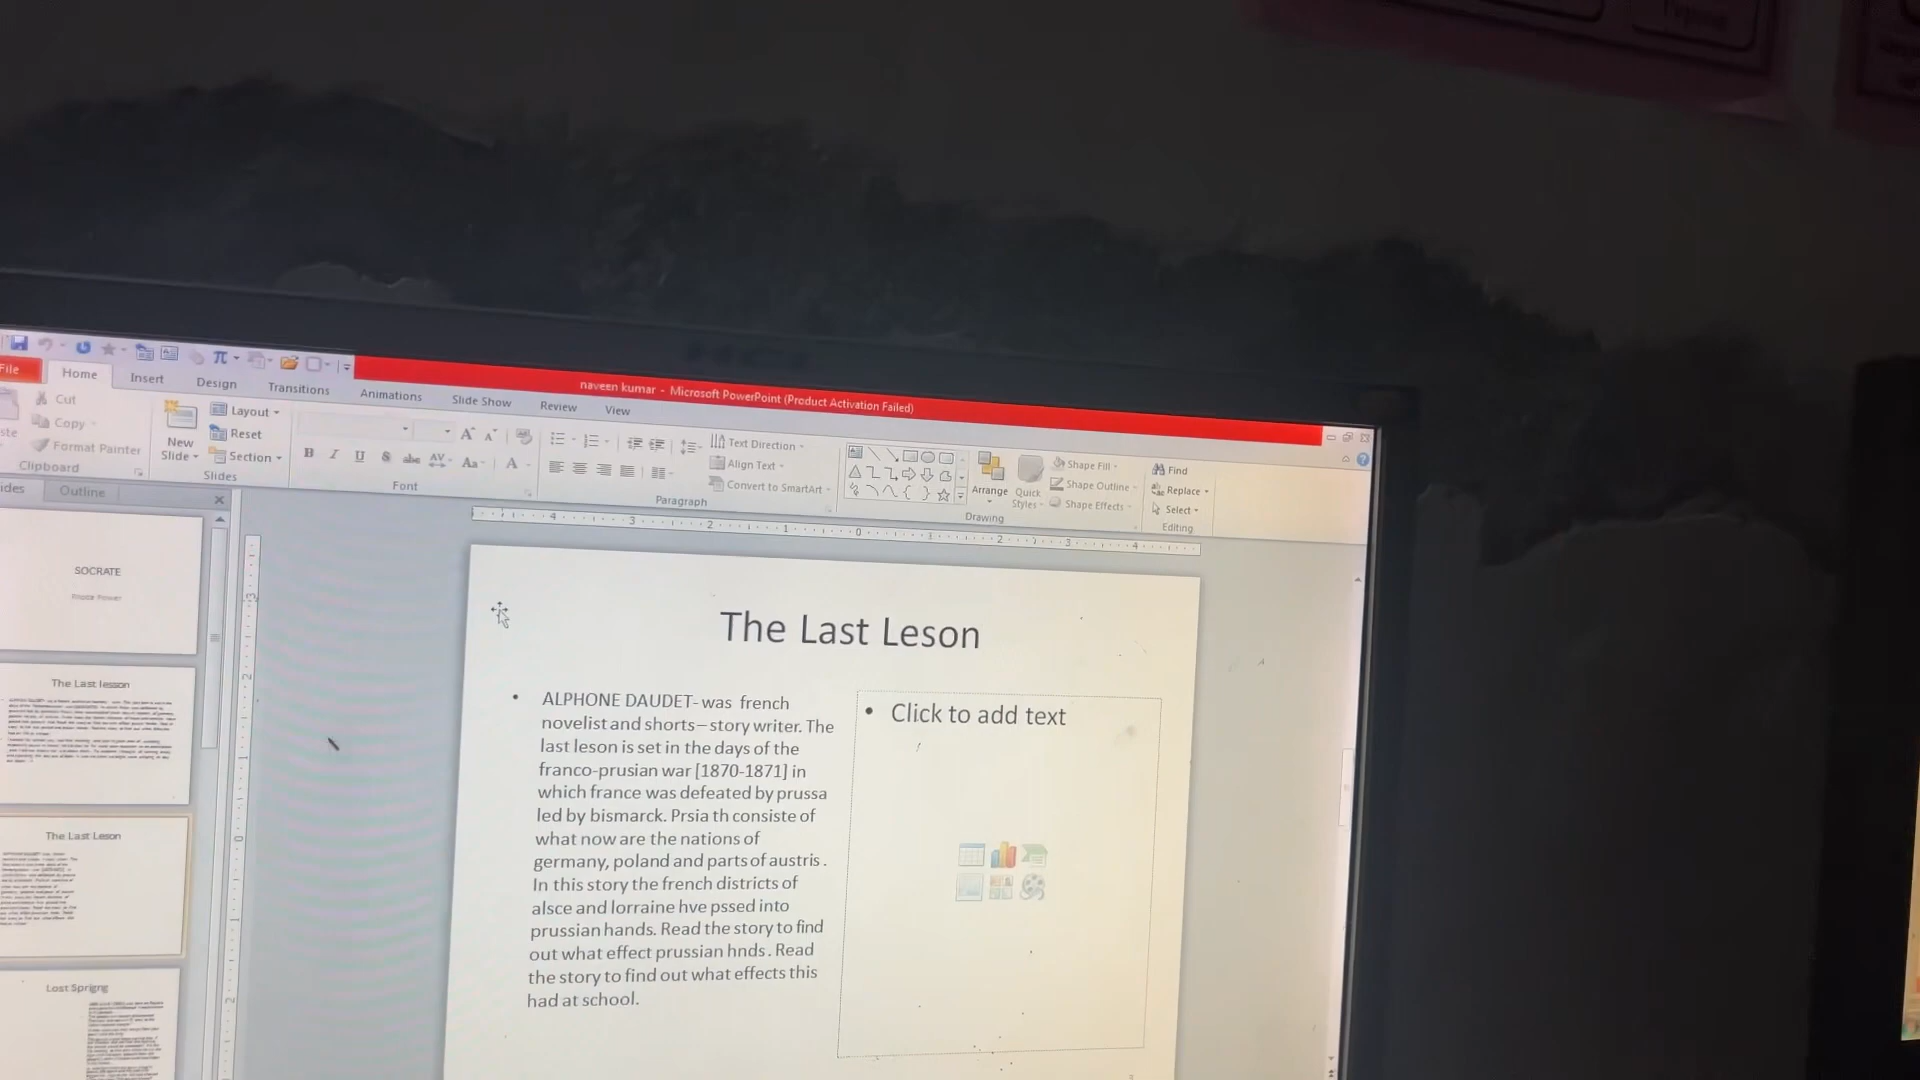 naveen kumar - Microsoft PowerPoint (Product Activation Failed)
File
Home
Insert
Design
Transitions
Animations
Slide Show
Review
View
Cut
Copy
Format Painter
Clipboard
New
Slide
Layout
Reset
Section
Slides
Font
Text Direction
Align Text
Convert to SmartArt
Paragraph
Arrange
Quick
Styles
Drawing
Shape Fill
Shape Outline
Shape Effects
Find
Replace
Select
Editing
Outline
SOCRATE
The Last lesson
The Last Leson
Lost Sprigng
The Last Leson
• ALPHONE DAUDET- was french
novelist and shorts– story writer. The
last leson is set in the days of the
franco-prusian war [1870-1871] in
which france was defeated by prussa
led by bismarck. Prsia th consiste of
what now are the nations of
germany, poland and parts of austris .
In this story the french districts of
alsce and lorraine hve pssed into
prussian hands. Read the story to find
out what effect prussian hnds . Read
the story to find out what effects this
had at school.
• Click to add text